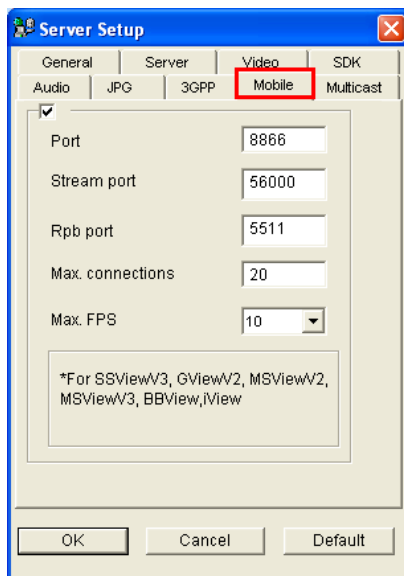 Server Setup
General Server Video SDK
Audio JPG 3GPP Mobile Multicast
Port 8866
Stream port 56000
Rpb port 5511
Max. connections 20
Max. FPS 10
*For SSViewV3, GViewV2, MSViewV2,
MSViewV3, BBView,iView
OK Cancel Default